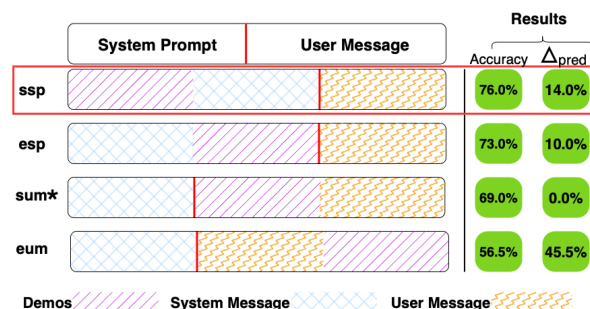 Results
System Prompt User Message
Accuracy Δpred
ssp 76.0% 14.0%
esp 73.0% 10.0%
sum* 69.0% 0.0%
eum 56.5% 45.5%
Demos System Message User Message